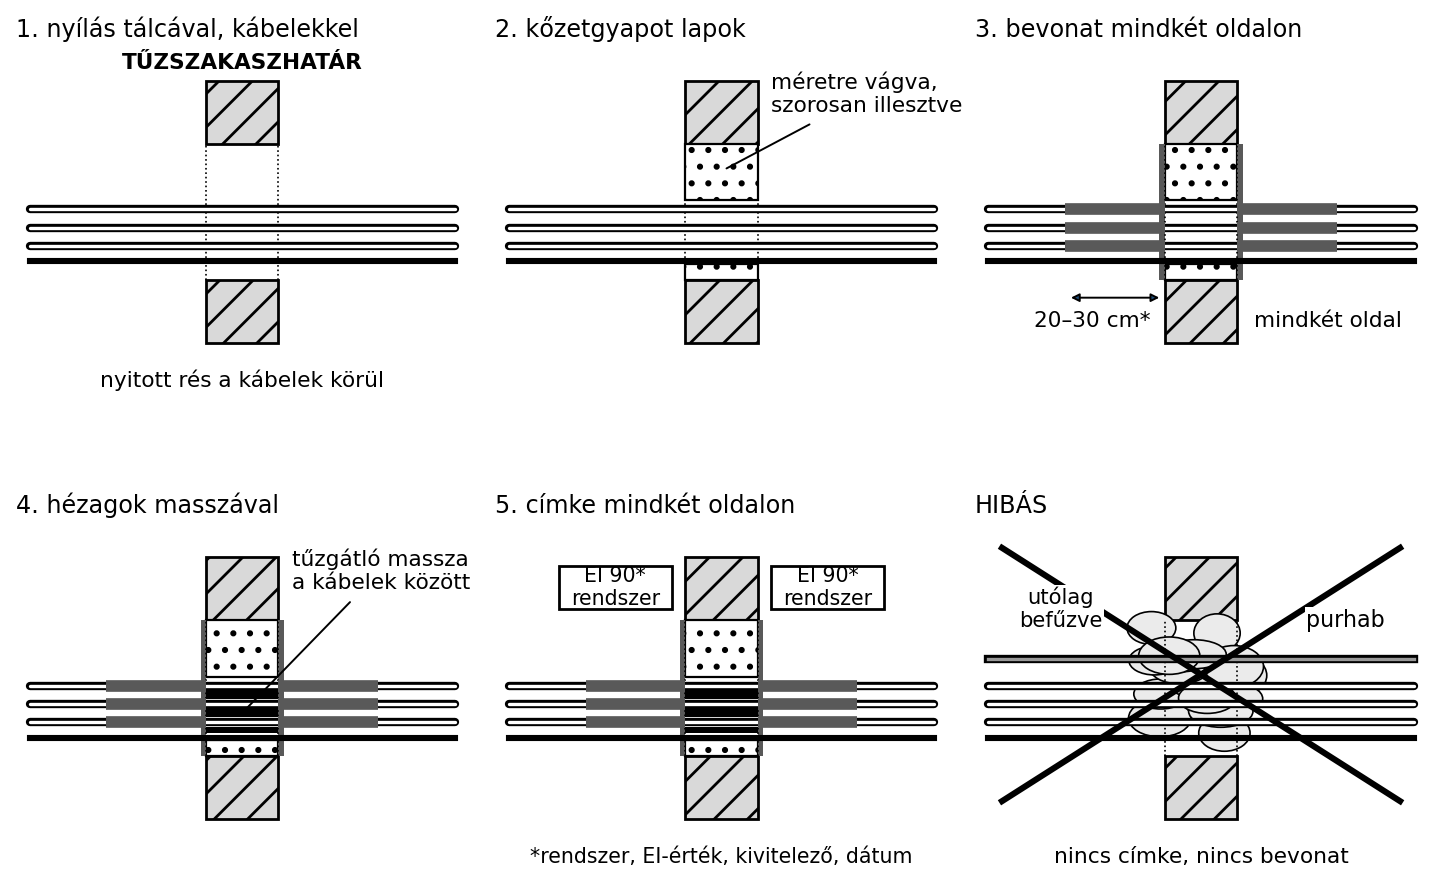 1. nyílás tálcával, kábelekkel
TŰZSZAKASZHATÁR
nyitott rés a kábelek körül
2. kőzetgyapot lapok
méretre vágva,
szorosan illesztve
3. bevonat mindkét oldalon
20–30 cm*
mindkét oldal
4. hézagok masszával
tűzgátló massza
a kábelek között
5. címke mindkét oldalon
EI 90*
rendszer
EI 90*
rendszer
*rendszer, EI-érték, kivitelező, dátum
HIBÁS
utólag
befűzve
purhab
nincs címke, nincs bevonat